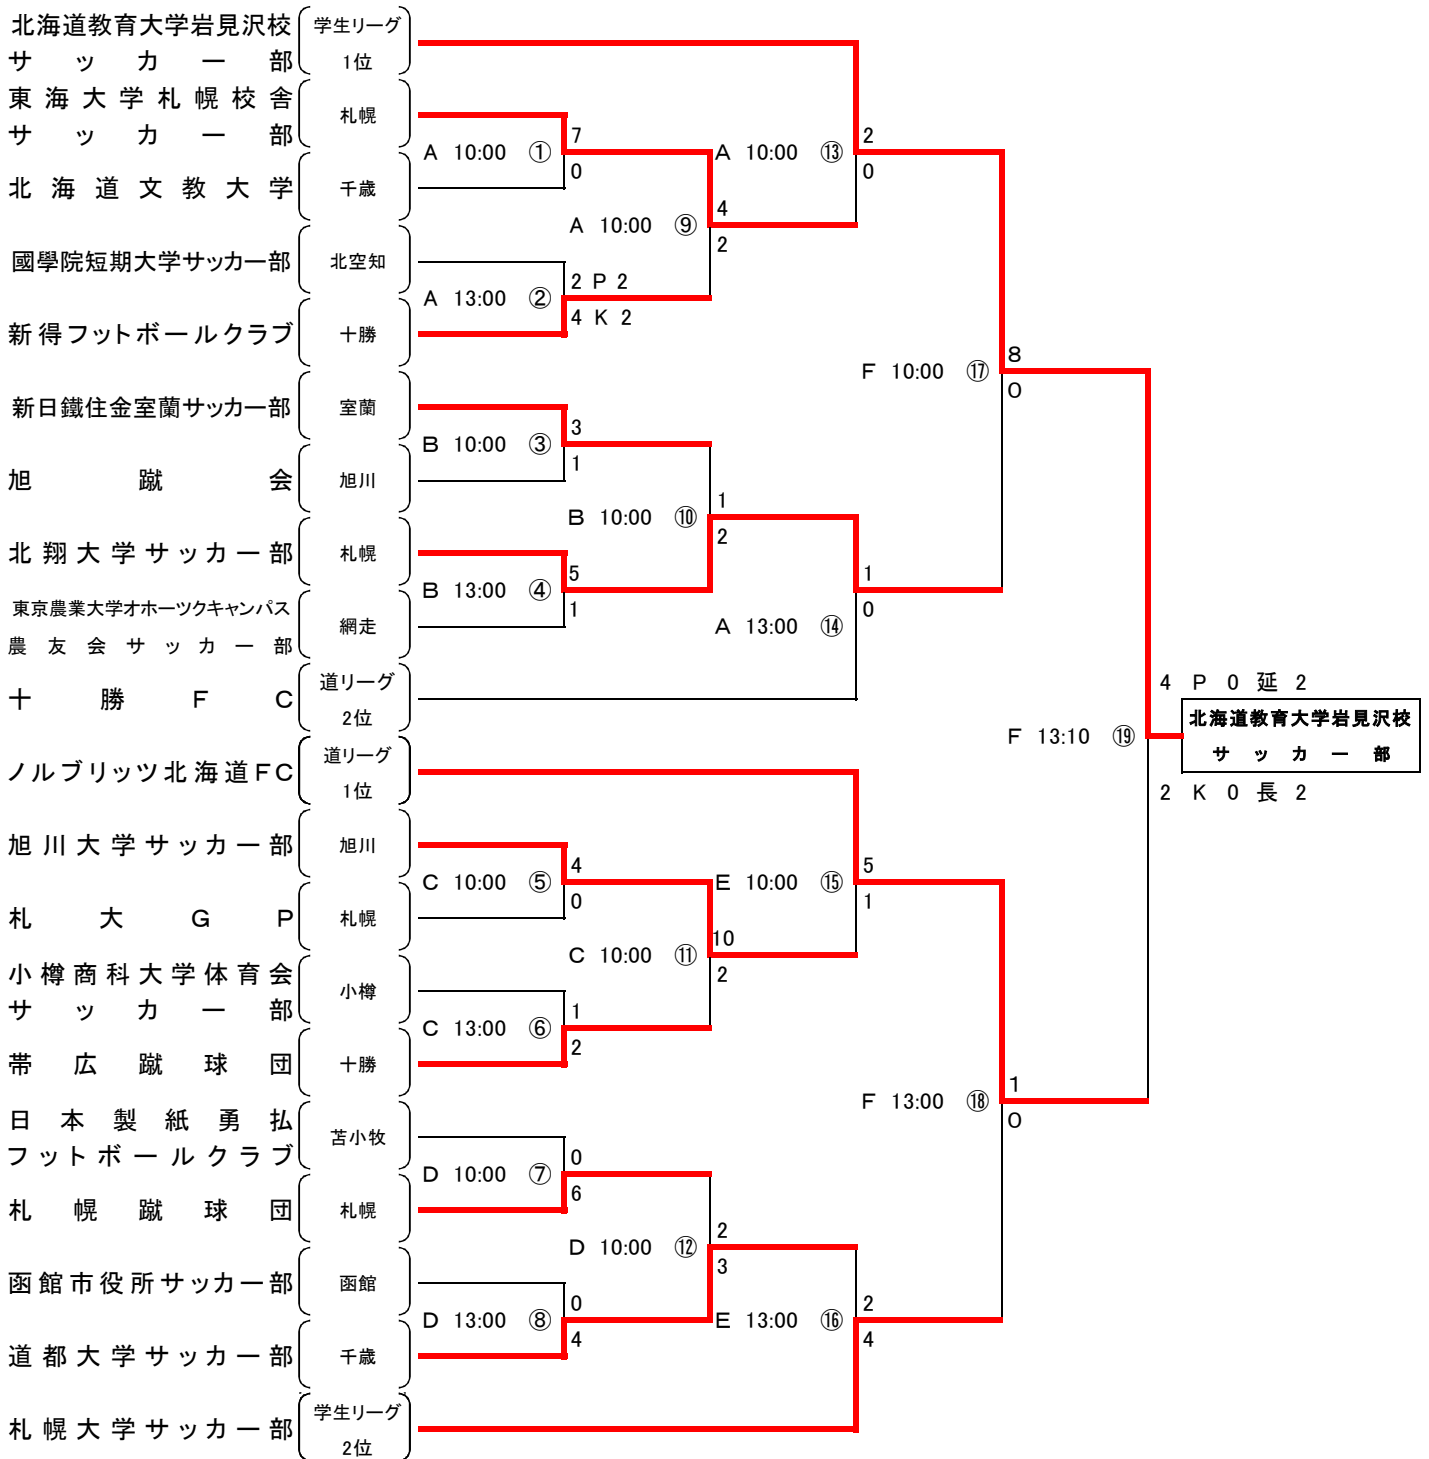 北海道教育大学岩見沢校
サッカー部
学生リーグ
1位
東海大学札幌校舎
サッカー部
札幌
A 10:00 ①
7
0
A 10:00 ⑬
2
0
北海道文教大学
千歳
A 10:00 ⑨
4
2
國學院短期大学サッカー部
北空知
A 13:00 ②
2 P 2
4 K 2
新得フットボールクラブ
十勝
F 10:00 ⑰
8
0
新日鐵住金室蘭サッカー部
室蘭
B 10:00 ③
3
1
旭蹴会
旭川
B 10:00 ⑩
1
2
北翔大学サッカー部
札幌
B 13:00 ④
5
1
東京農業大学オホーツクキャンパス
農友会サッカー部
網走
A 13:00 ⑭
1
0
十勝FC
道リーグ
2位
F 13:10 ⑲
4 P 0 延 2
北海道教育大学岩見沢校
サッカー部
2 K 0 長 2
ノルブリッツ北海道FC
道リーグ
1位
旭川大学サッカー部
旭川
C 10:00 ⑤
4
0
E 10:00 ⑮
5
1
札大GP
札幌
C 10:00 ⑪
10
2
小樽商科大学体育会
サッカー部
小樽
C 13:00 ⑥
1
2
帯広蹴球団
十勝
F 13:00 ⑱
1
0
日本製紙勇払
フットボールクラブ
苫小牧
D 10:00 ⑦
0
6
札幌蹴球団
札幌
D 10:00 ⑫
2
3
函館市役所サッカー部
函館
D 13:00 ⑧
0
4
E 13:00 ⑯
2
4
道都大学サッカー部
千歳
札幌大学サッカー部
学生リーグ
2位